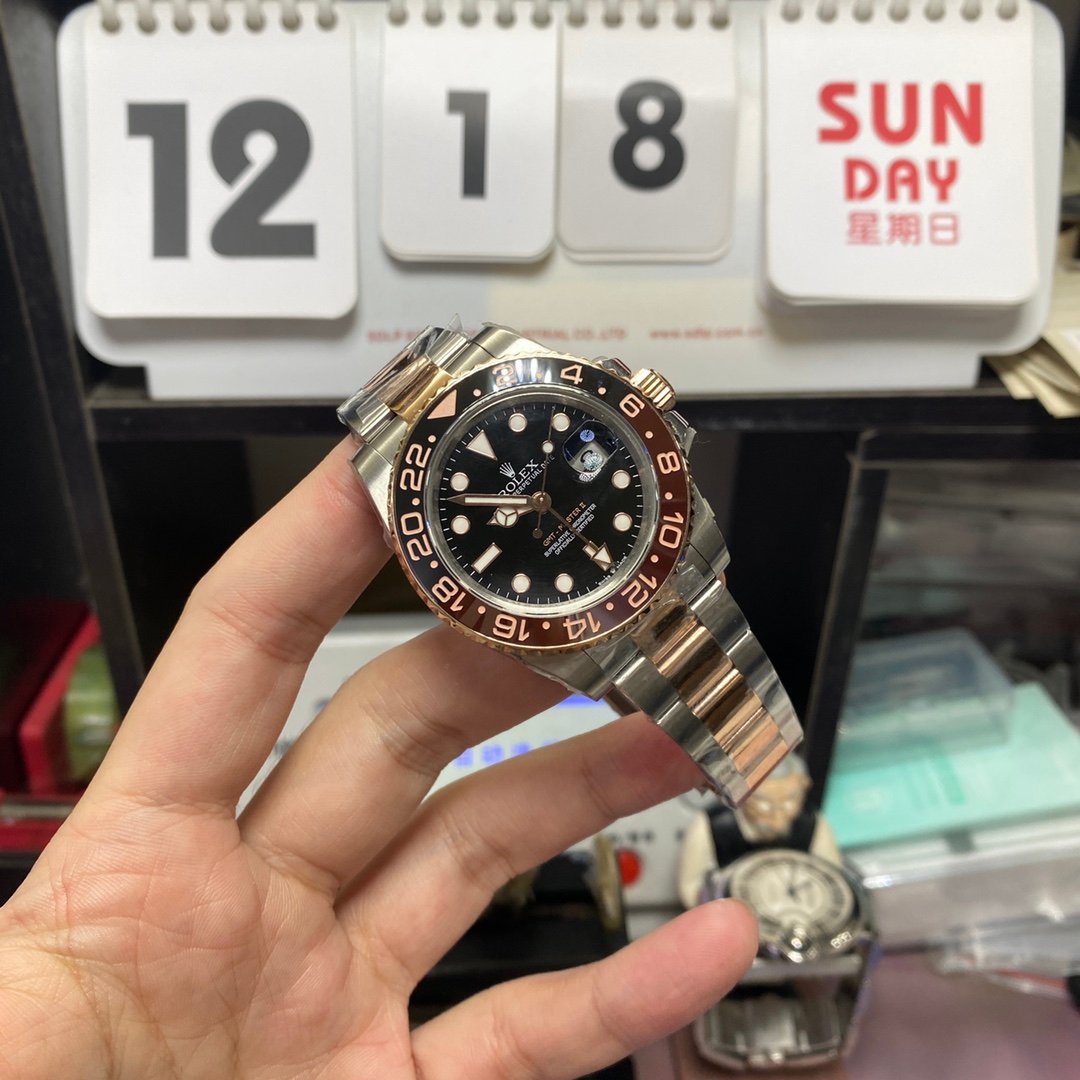 12
1
8
SUN
DAY
星期日
ROLEX
GMT-MASTER II
SUPERLATIVE CHRONOMETER
OFFICIALLY CERTIFIED
4
6
8
10
12
14
16
18
20
22